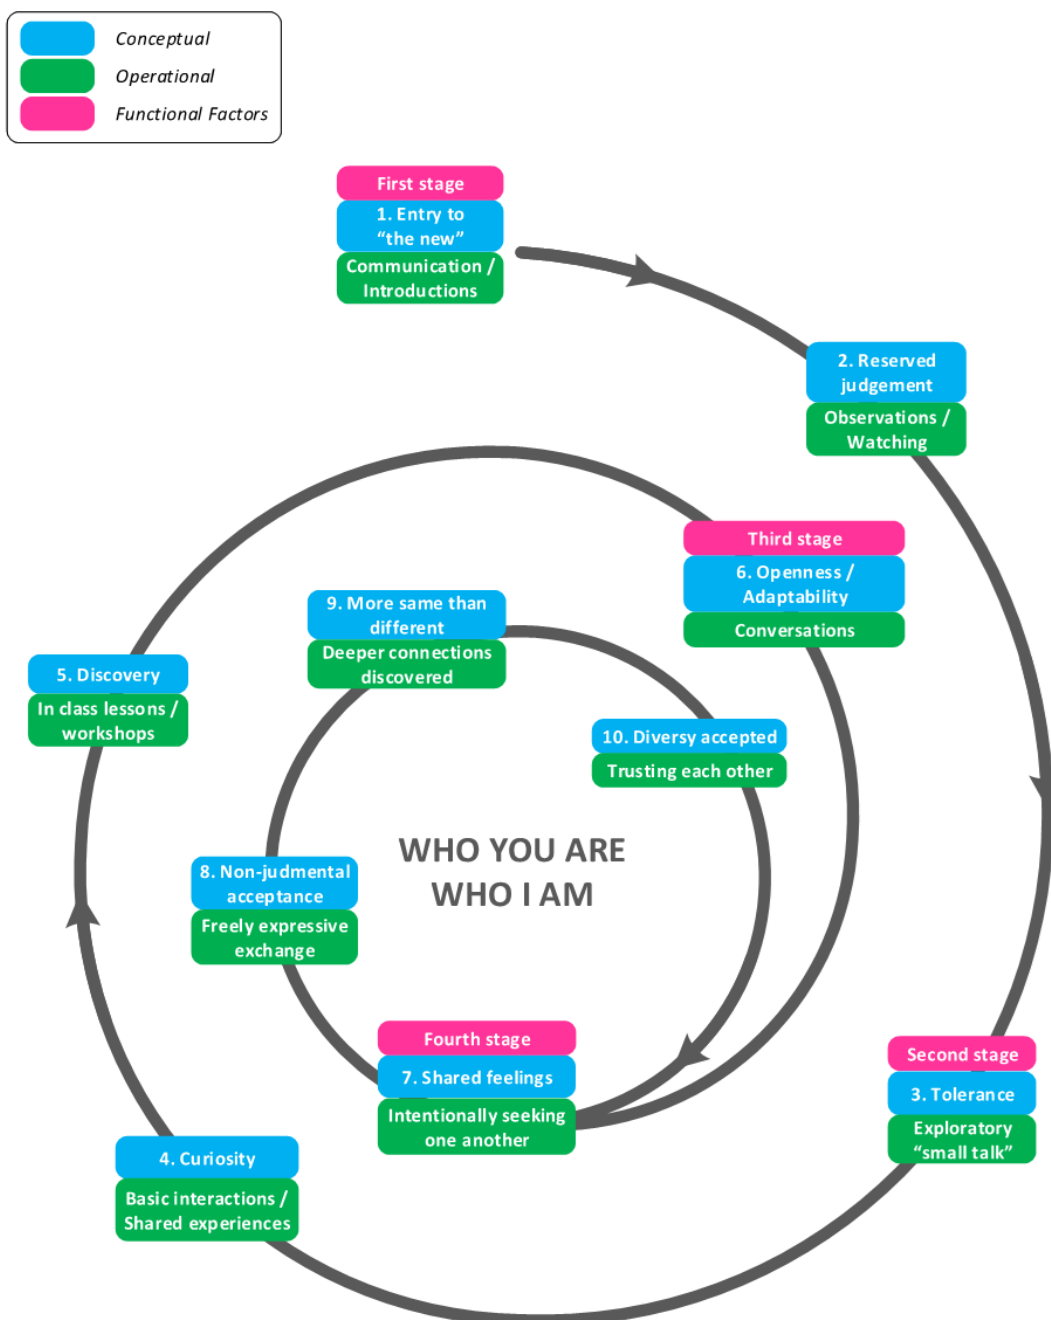 Conceptual
Operational
Functional Factors
First stage
1. Entry to
“the new”
Communication /
Introductions
2. Reserved
judgement
Observations /
Watching
Third stage
6. Openness /
Adaptability
Conversations
9. More same than
different
Deeper connections
discovered
5. Discovery
In class lessons /
workshops
10. Diversy accepted
Trusting each other
WHO YOU ARE
WHO I AM
8. Non-judmental
acceptance
Freely expressive
exchange
Fourth stage
7. Shared feelings
Intentionally seeking
one another
Second stage
3. Tolerance
Exploratory
“small talk”
4. Curiosity
Basic interactions /
Shared experiences